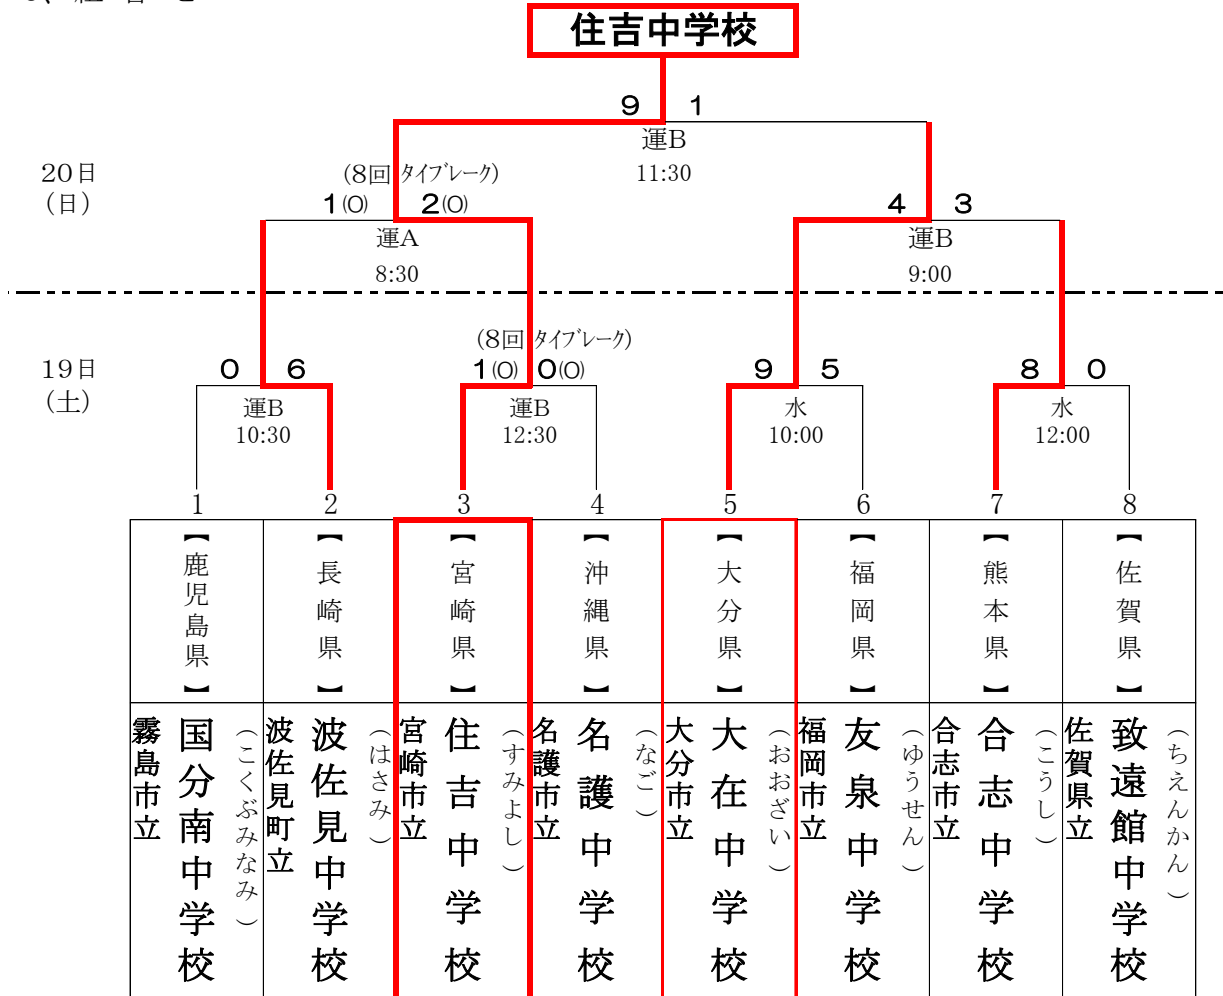 住吉中学校
9 1
運B
11:30
20日
(日)
(8回 タイブレーク)
1(0) 2(0)
運A
8:30
4 3
運B
9:00
19日
(土)
0 6
運B
10:30
(8回 タイブレーク)
1(0) 0(0)
運B
12:30
9 5
水
10:00
8 0
水
12:00
1 2 3 4 5 6 7 8
【鹿児島県】
【長崎県】
【宮崎県】
【沖縄県】
【大分県】
【福岡県】
【熊本県】
【佐賀県】
霧島市立
国分南中学校
(こくぶみなみ)
波佐見町立
波佐見中学校
(はさみ)
宮崎市立
住吉中学校
(すみよし)
名護市立
名護中学校
(なご)
大分市立
大在中学校
(おおざい)
福岡市立
友泉中学校
(ゆうせん)
合志市立
合志中学校
(こうし)
佐賀県立
致遠館中学校
(ちえんかん)